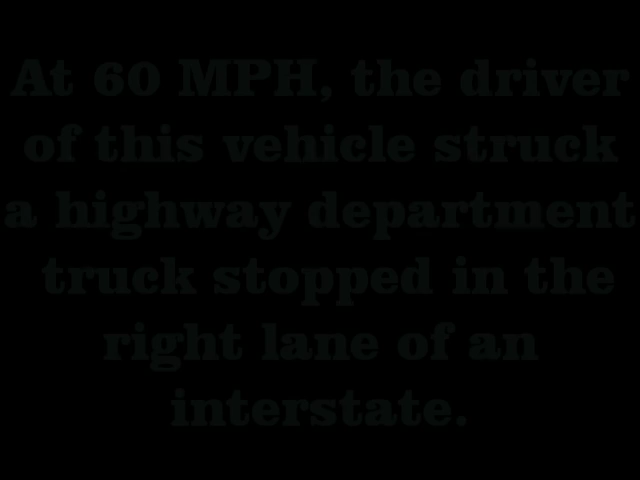 At 60 MPH, the driver
of this vehicle struck
a highway department
truck stopped in the
right lane of an
interstate.